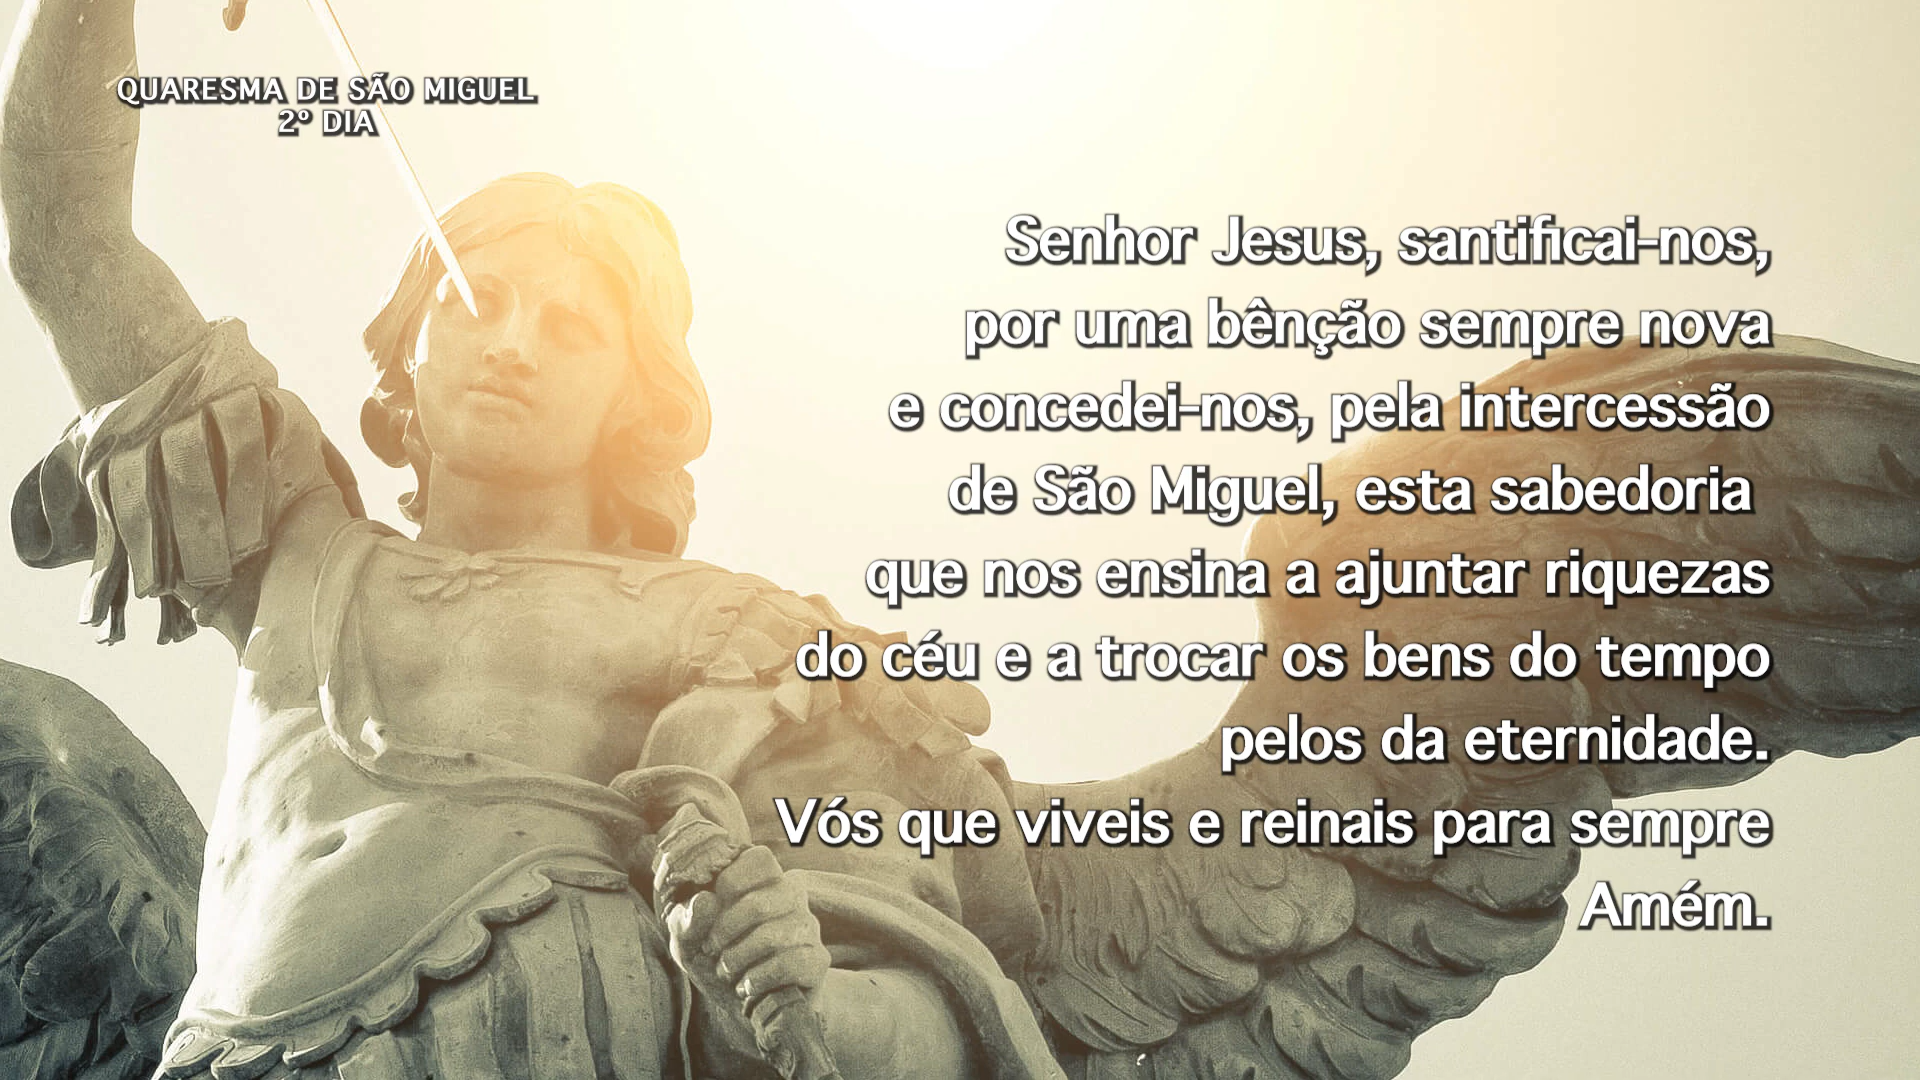 QUARESMA DE SÃO MIGUEL
2º DIA
Senhor Jesus, santificai-nos,
por uma bênção sempre nova
e concedei-nos, pela intercessão
de São Miguel, esta sabedoria
que nos ensina a ajuntar riquezas
do céu e a trocar os bens do tempo
pelos da eternidade.
Vós que viveis e reinais para sempre
Amém.